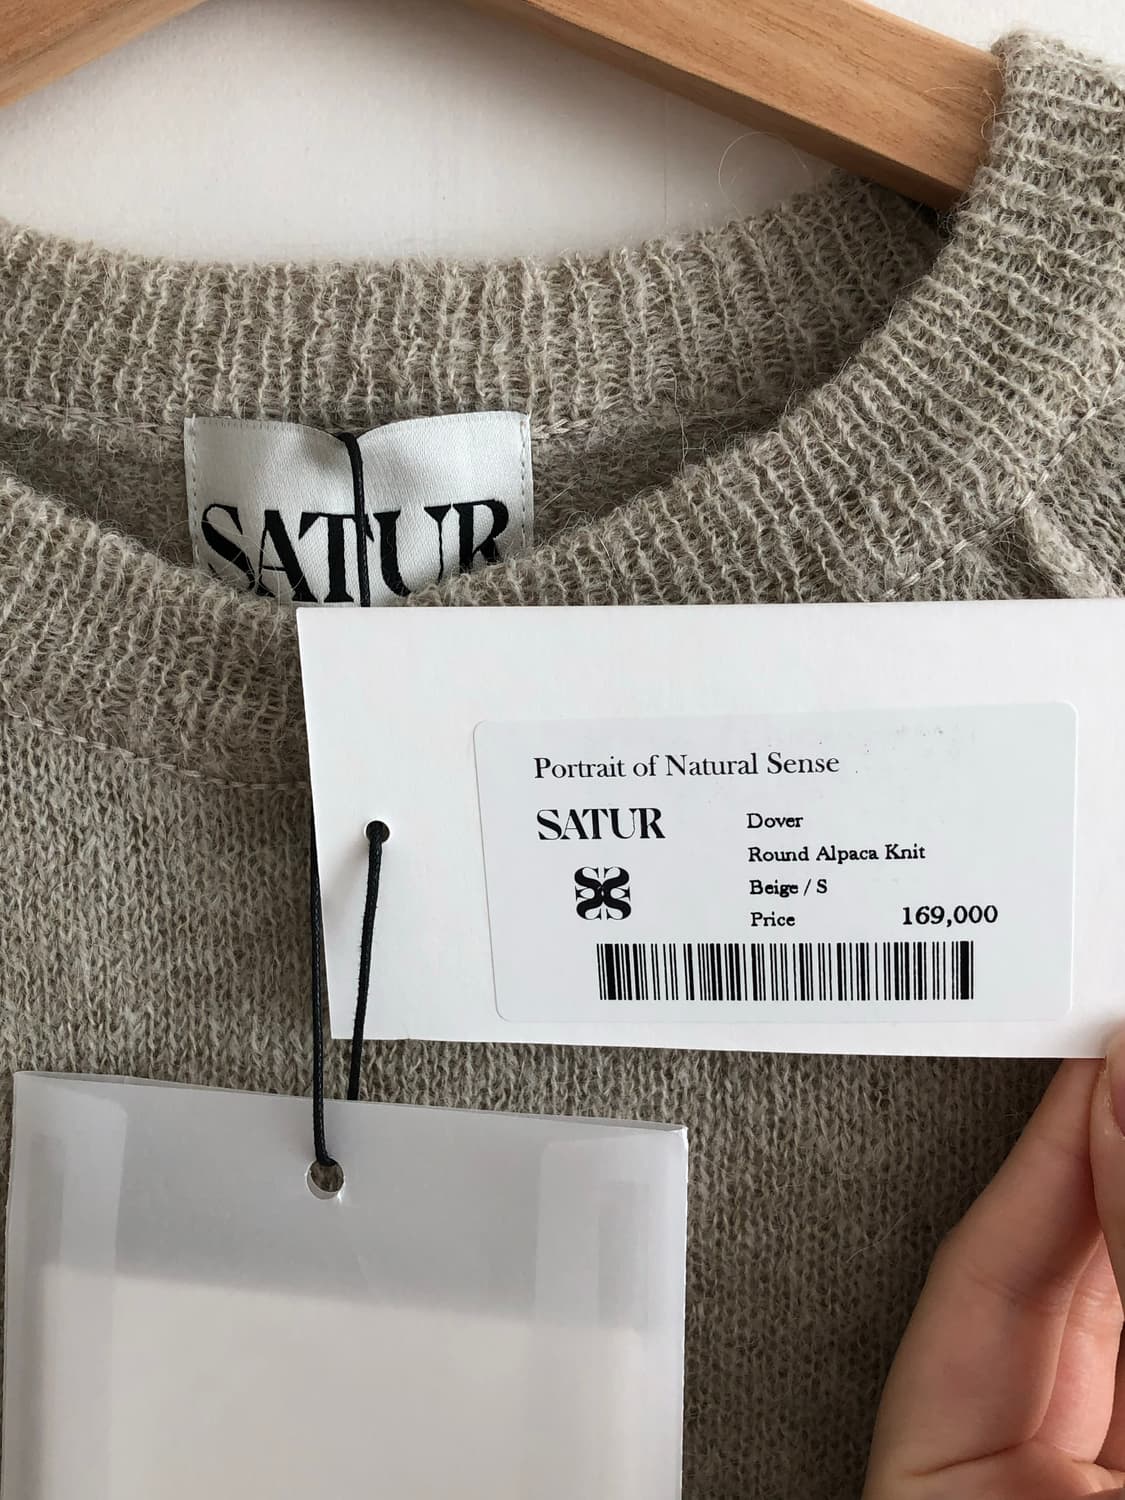 SATUR
Portrait of Natural Sense
SATUR
Dover
Round Alpaca Knit
Beige / S
Price 169,000